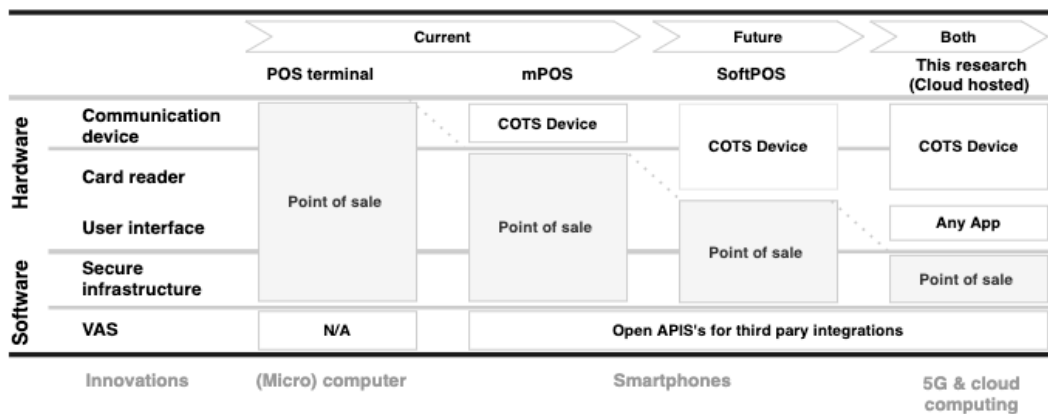 Current Future Both
POS terminal mPOS SoftPOS This research
(Cloud hosted)
Hardware
Communication
device
COTS Device
COTS Device
COTS Device
Card reader
Point of sale
Point of sale
User interface
Any App
Software
Secure
infrastructure
Point of sale
Point of sale
VAS N/A Open APIS's for third pary integrations
Innovations (Micro) computer Smartphones 5G & cloud
computing